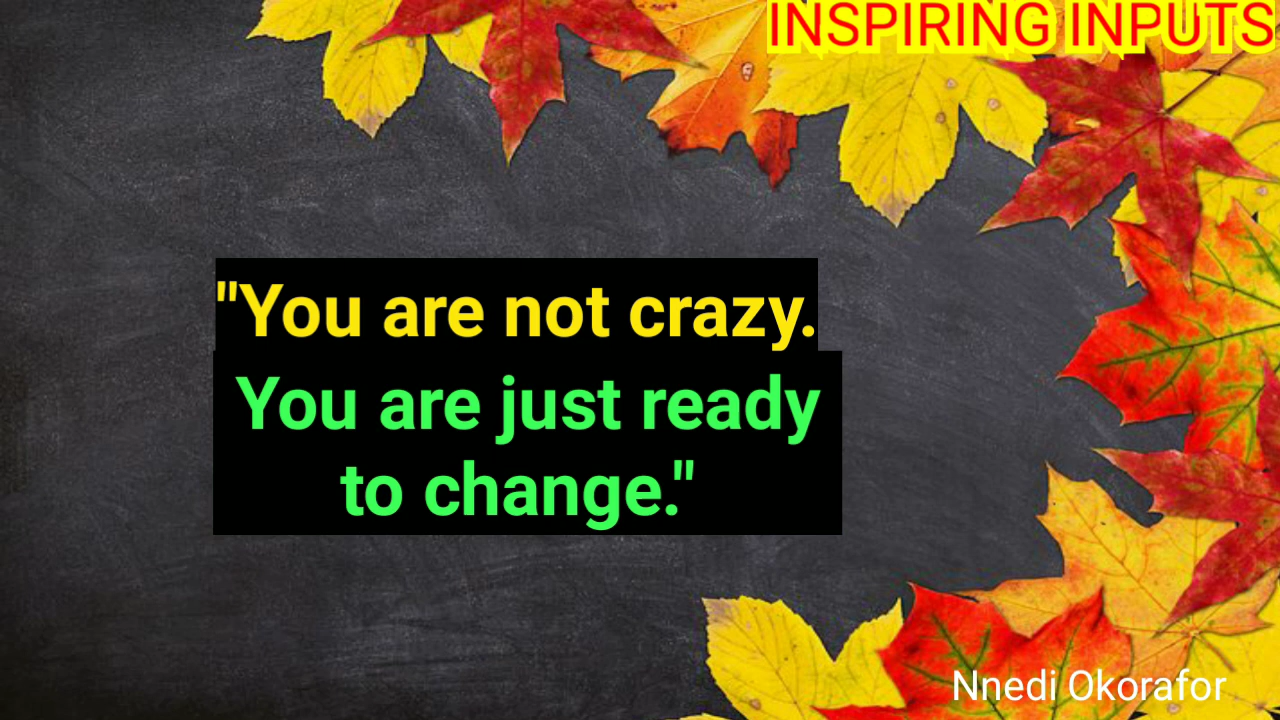 INSPIRING INPUTS
"You are not crazy.
You are just ready
to change."
Nnedi Okorafor